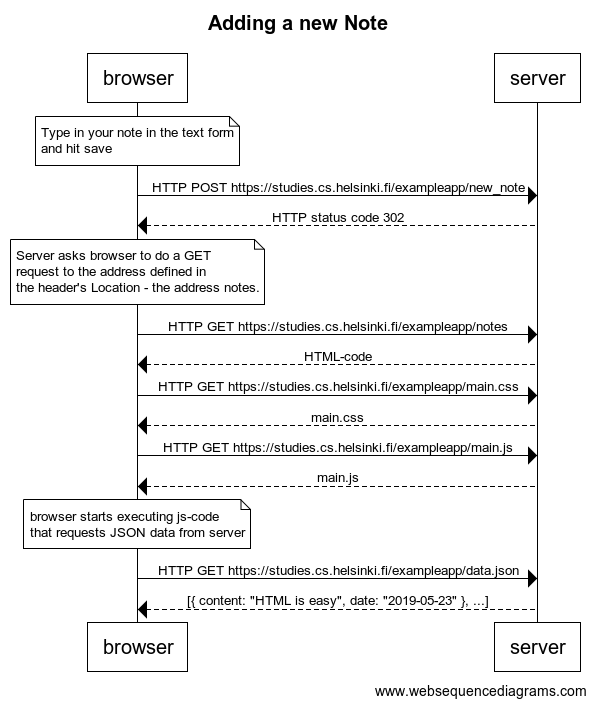 Adding a new Note
browser server
Type in your note in the text form
and hit save
HTTP POST https://studies.cs.helsinki.fi/exampleapp/new_note
HTTP status code 302
Server asks browser to do a GET
request to the address defined in
the header's Location - the address notes.
HTTP GET https://studies.cs.helsinki.fi/exampleapp/notes
HTML-code
HTTP GET https://studies.cs.helsinki.fi/exampleapp/main.css
main.css
HTTP GET https://studies.cs.helsinki.fi/exampleapp/main.js
main.js
browser starts executing js-code
that requests JSON data from server
HTTP GET https://studies.cs.helsinki.fi/exampleapp/data.json
[{ content: "HTML is easy", date: "2019-05-23" }, ...]
browser server
www.websequencediagrams.com